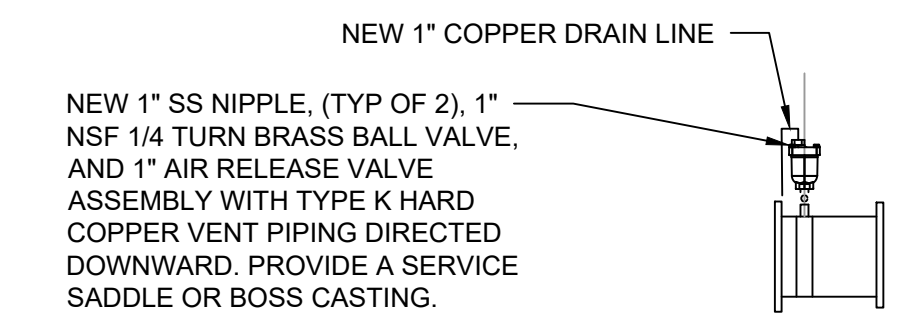 NEW 1" COPPER DRAIN LINE
NEW 1" SS NIPPLE, (TYP OF 2), 1"
NSF 1/4 TURN BRASS BALL VALVE,
AND 1" AIR RELEASE VALVE
ASSEMBLY WITH TYPE K HARD
COPPER VENT PIPING DIRECTED
DOWNWARD. PROVIDE A SERVICE
SADDLE OR BOSS CASTING.